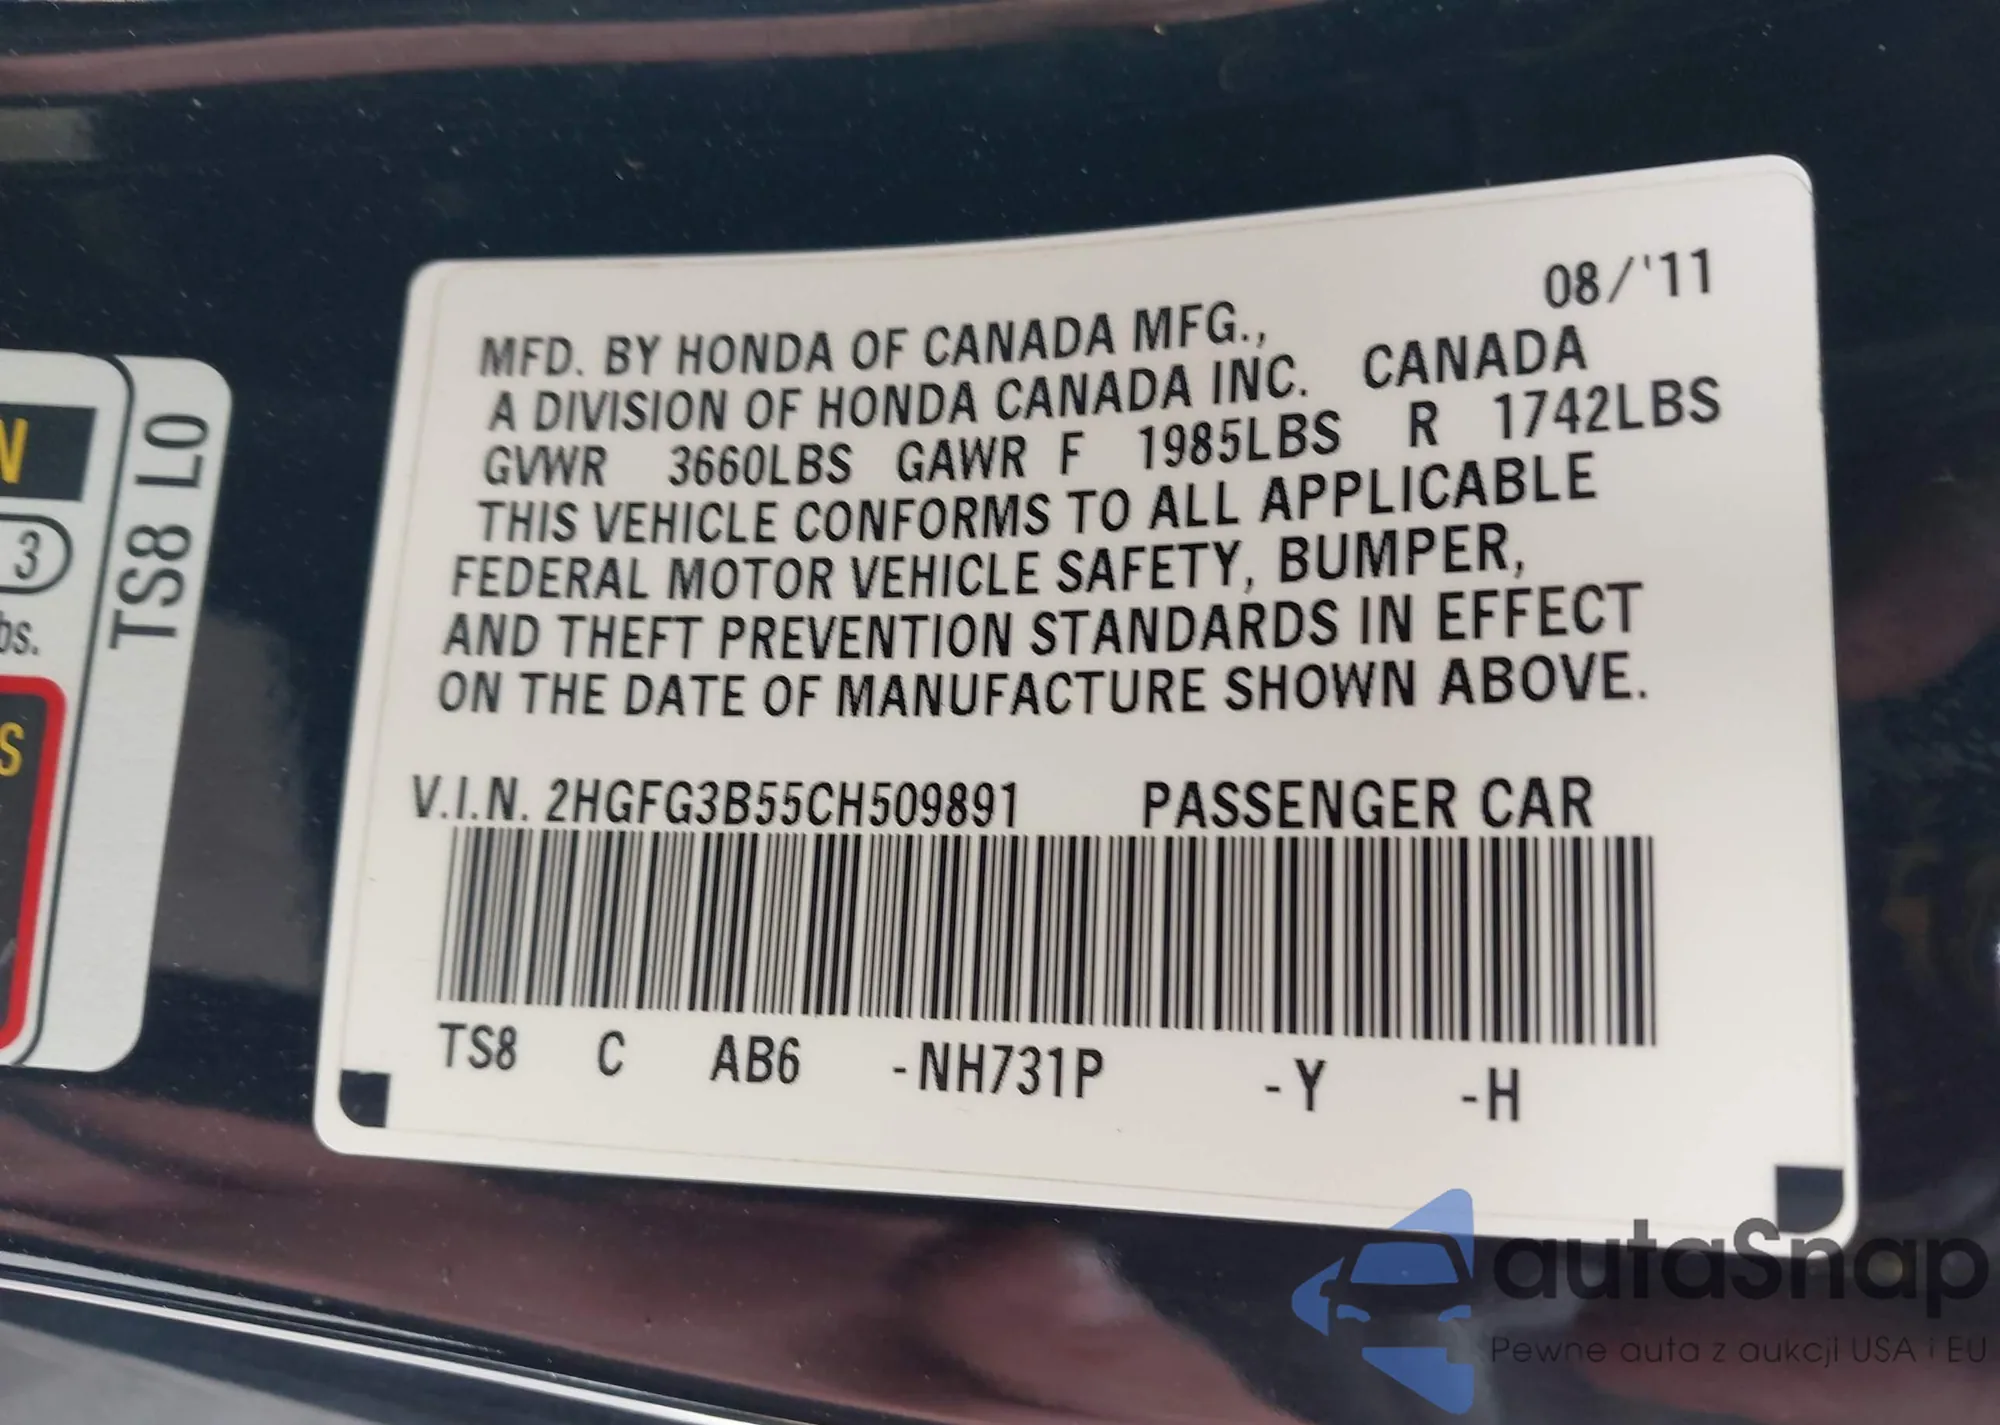 08/'11
MFD. BY HONDA OF CANADA MFG.,
A DIVISION OF HONDA CANADA INC. CANADA
GVWR 3660LBS GAWR F 1985LBS R 1742LBS
THIS VEHICLE CONFORMS TO ALL APPLICABLE
FEDERAL MOTOR VEHICLE SAFETY, BUMPER,
AND THEFT PREVENTION STANDARDS IN EFFECT
ON THE DATE OF MANUFACTURE SHOWN ABOVE.
V.I.N. 2HGFG3B55CH509891 PASSENGER CAR
TS8 C AB6 -NH731P -Y -H
TS8 L0
3
autaSnap
Pewne auta z aukcji USA i EU